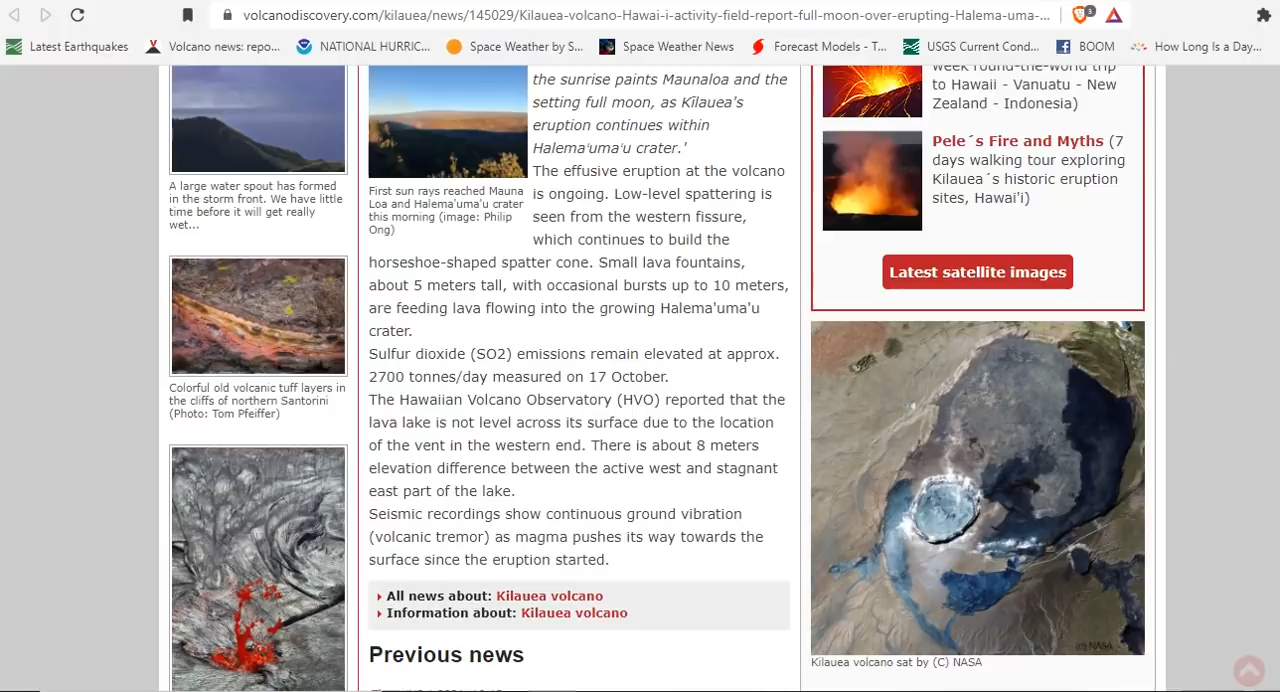 volcanodiscovery.com/kilauea/news/145029/Kilauea-volcano-Hawai-i-activity-field-report-full-moon-over-erupting-Halema-uma-...
3
Latest Earthquakes
Volcano news: repo...
NATIONAL HURRIC...
Space Weather by S...
Space Weather News
Forecast Models - T...
USGS Current Cond...
BOOM
How Long Is a Day...
A large water spout has formed
in the storm front. We have little
time before it will get really
wet...
Colorful old volcanic tuff layers in
the cliffs of northern Santorini
(Photo: Tom Pfeiffer)
First sun rays reached Mauna
Loa and Halema'uma'u crater
this morning (image: Philip
Ong)
the sunrise paints Maunaloa and the
setting full moon, as Kīlauea's
eruption continues within
Halemaʻumaʻu crater.'
The effusive eruption at the volcano
is ongoing. Low-level spattering is
seen from the western fissure,
which continues to build the
horseshoe-shaped spatter cone. Small lava fountains,
about 5 meters tall, with occasional bursts up to 10 meters,
are feeding lava flowing into the growing Halema'uma'u
crater.
Sulfur dioxide (SO2) emissions remain elevated at approx.
2700 tonnes/day measured on 17 October.
The Hawaiian Volcano Observatory (HVO) reported that the
lava lake is not level across its surface due to the location
of the vent in the western end. There is about 8 meters
elevation difference between the active west and stagnant
east part of the lake.
Seismic recordings show continuous ground vibration
(volcanic tremor) as magma pushes its way towards the
surface since the eruption started.
All news about: Kilauea volcano
Information about: Kilauea volcano
Previous news
week round-the-world trip
to Hawaii - Vanuatu - New
Zealand - Indonesia)
Pele´s Fire and Myths (7
days walking tour exploring
Kilauea´s historic eruption
sites, Hawai'i)
Latest satellite images
(c) NASA
Kilauea volcano sat by (C) NASA